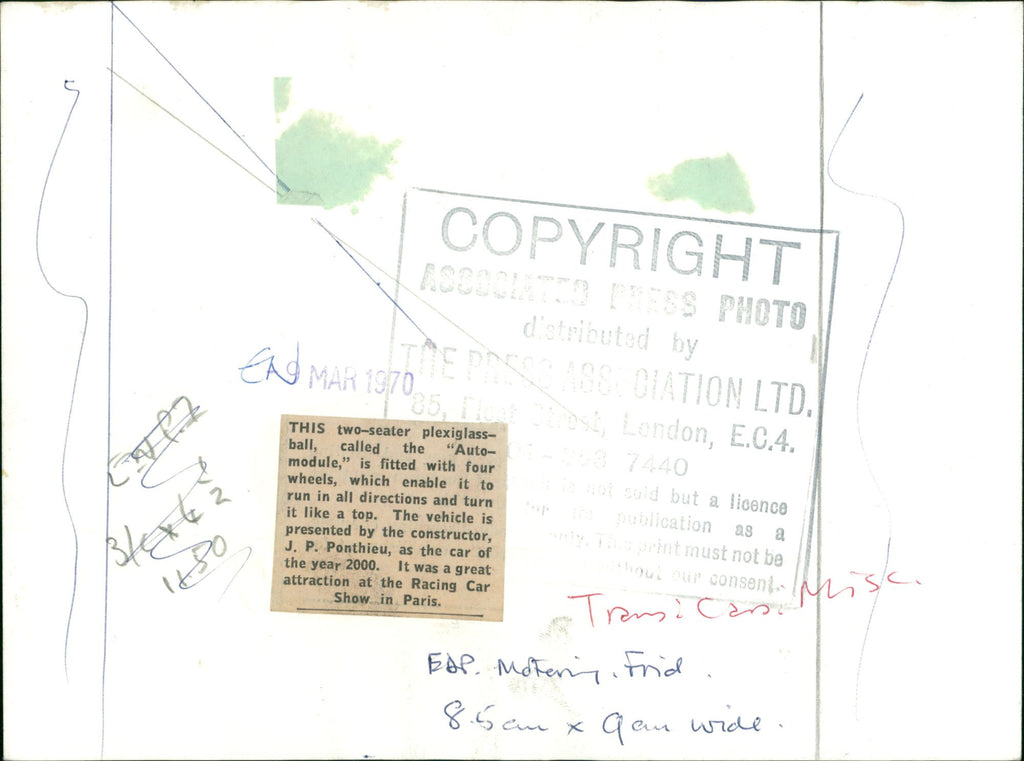 COPYRIGHT
ASSOCIATED PRESS PHOTO
distributed by
THE PRESS ASSOCIATION LTD.
85, Fleet Street, London, E.C.4.
7440
is not sold but a licence
publication as a
only. This print must not be
without our consent.
MAR 1970
THIS two-seater plexiglass-
ball, called the "Auto-
module," is fitted with four
wheels, which enable it to
run in all directions and turn
it like a top. The vehicle is
presented by the constructor,
J. P. Ponthieu, as the car of
the year 2000. It was a great
attraction at the Racing Car
Show in Paris.
Trans: Cars: Misc.
Motoring. Frid.
8.5cm x 9cm wide.